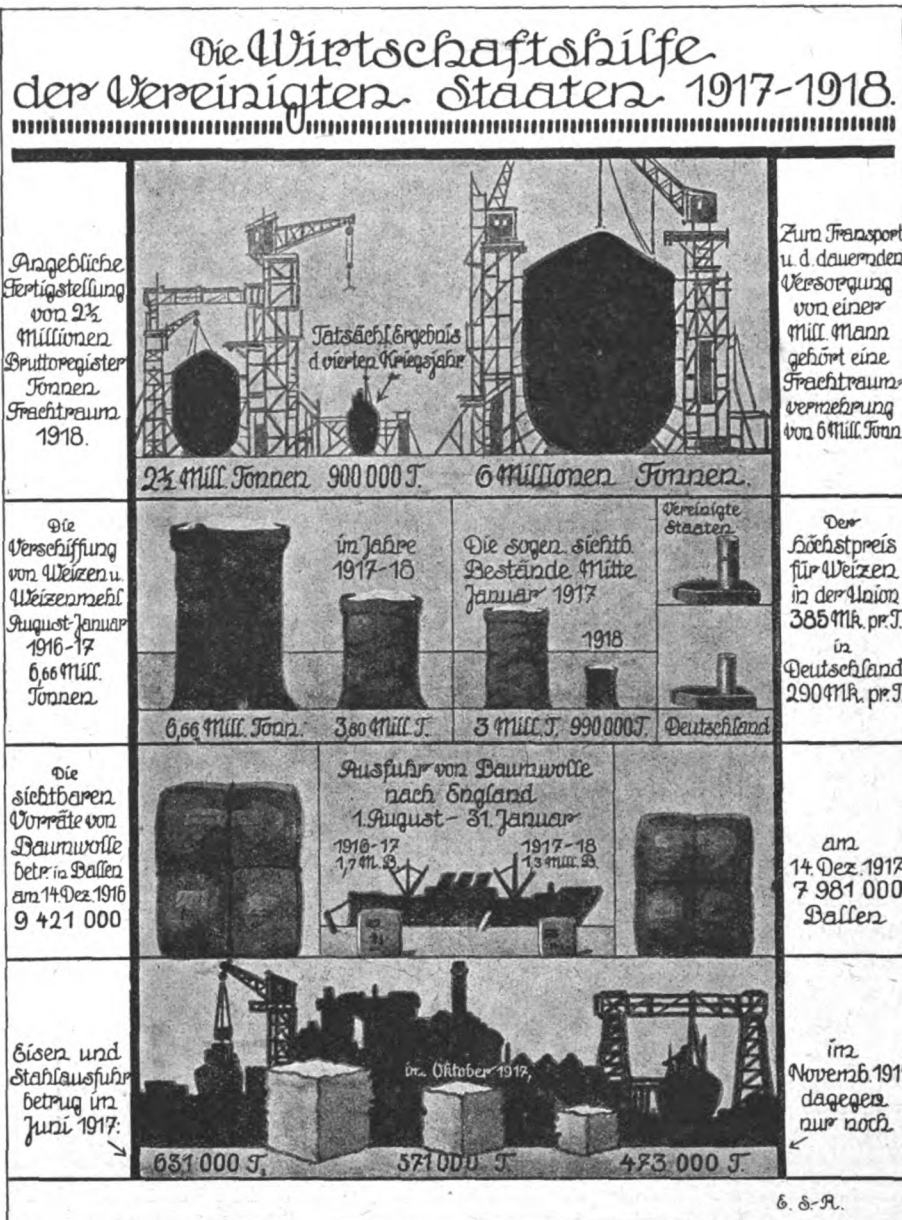 Die Wirtschaftshilfe
der Vereinigten Staaten 1917-1918.
Angebliche
Fertigstellung
von 2½
Millionen
Bruttoregister
Tonnen
Frachtraum
1918.
Tatsächl. Ergebnis
d vierten Kriegsjahr
2½ Mill. Tonnen 900 000 T. 6 Millionen Tonnen.
Zum Transport
u. d. dauernden
Versorgung
von einer
Mill. Mann
gehört eine
Frachtraum-
vermehrung
von 6 Mill. Tonn
Die
Verschiffung
von Weizen u.
Weizenmehl
August-Januar
1916-17
6,66 Mill.
Tonnen
im Jahre
1917-18
Die sogen. sichtb.
Bestände Mitte
Januar 1917
1918
Vereinigte
Staaten
6,66 Mill. Tonn. 3,80 Mill. T. 3 Mill. T. 990 000 T. Deutschland
Der
Höchstpreis
für Weizen
in der Union
385 Mk. pr. T.
in
Deutschland
290 Mk. pr. T.
Die
sichtbaren
Vorräte von
Baumwolle
betr. in Ballen
am 14. Dez. 1916
9 421 000
Ausfuhr von Baumwolle
nach England
1. August - 31. Januar
1916-17 1917-18
1,7 M. B. 1,3 Mill. B.
am
14. Dez. 1917
7 981 000
Ballen
Eisen und
Stahlausfuhr
betrug im
Juni 1917:
im Oktober 1917,
631 000 T. 571 000 T. 473 000 T.
im
Novemb. 191
dagegen
nur noch
E. S.-R.